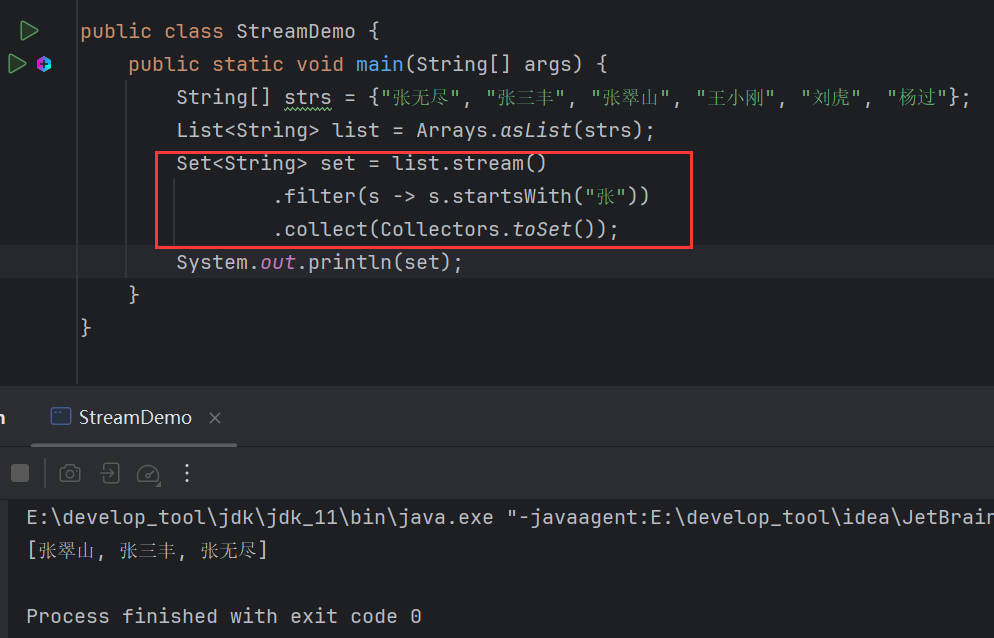 public class StreamDemo {
public static void main(String[] args) {
String[] strs = {"张无尽", "张三丰", "张翠山", "王小刚", "刘虎", "杨过"};
List<String> list = Arrays.asList(strs);
Set<String> set = list.stream()
.filter(s -> s.startsWith("张"))
.collect(Collectors.toSet());
System.out.println(set);
}
}
StreamDemo
E:\develop_tool\jdk\jdk_11\bin\java.exe "-javaagent:E:\develop_tool\idea\JetBrain
[张翠山, 张三丰, 张无尽]
Process finished with exit code 0